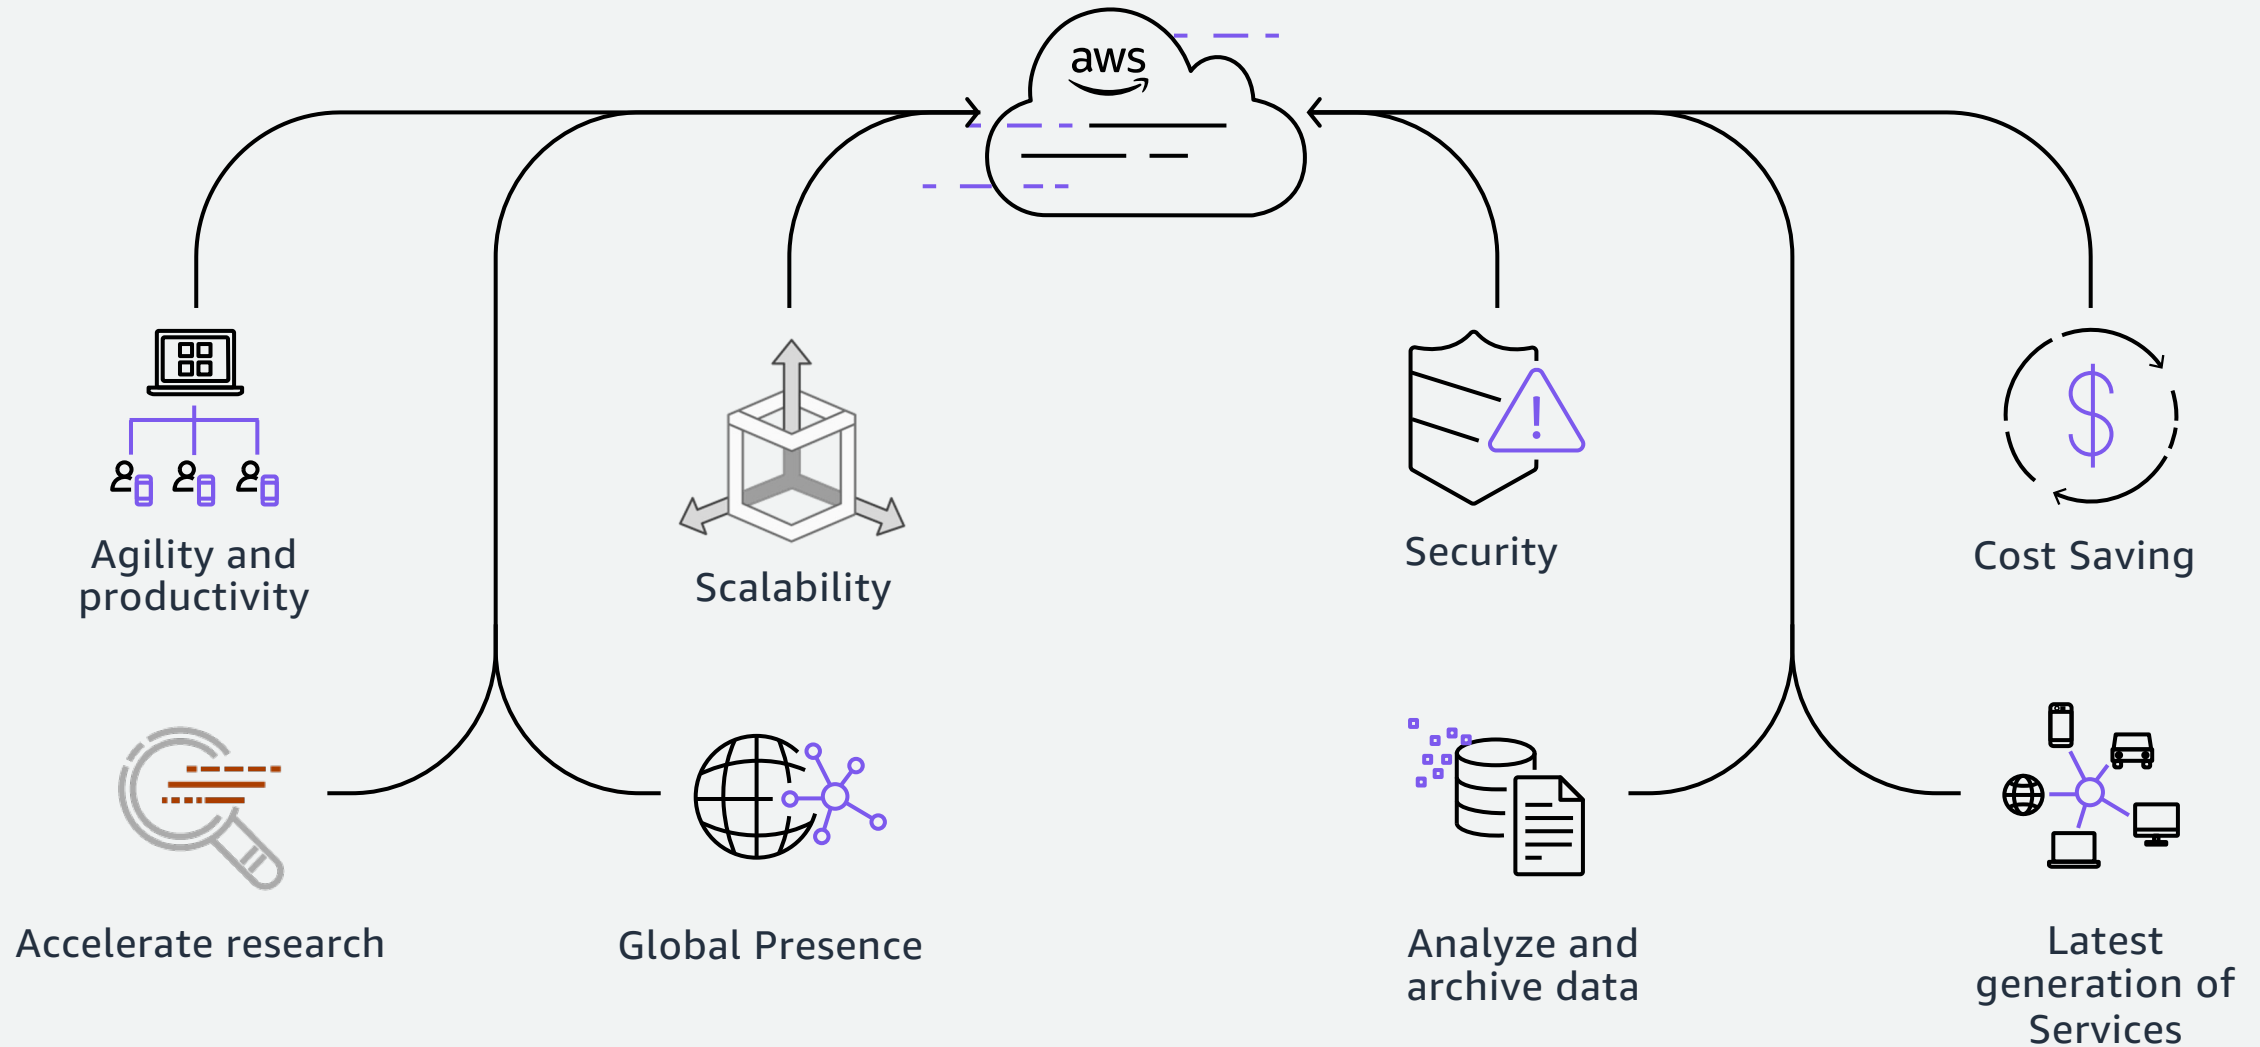 aws
Agility and
productivity
Scalability
Security
Cost Saving
Accelerate research
Global Presence
Analyze and
archive data
Latest
generation of
Services